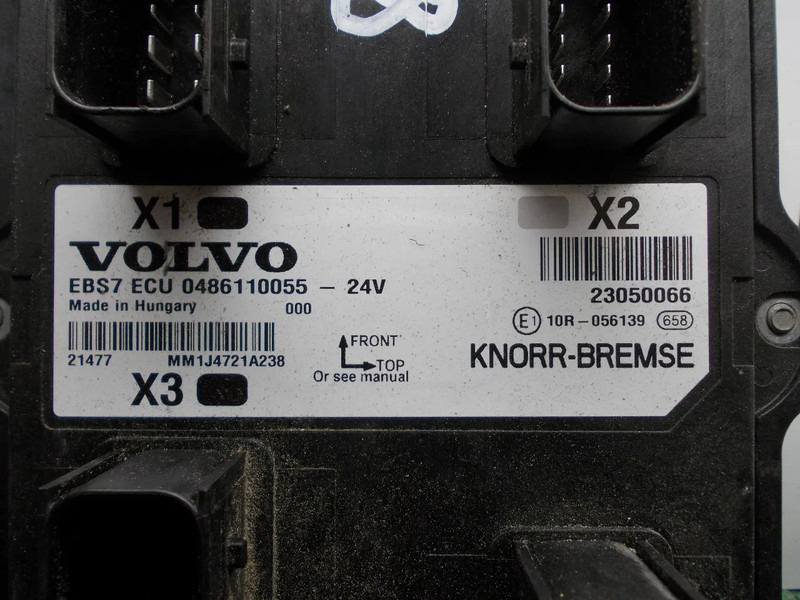 8
X1
X2
VOLVO
EBS7 ECU 0486110055 - 24V
Made in Hungary 000
23050066
E1 10R-056139 658
21477 MM1J4721A238
FRONT
TOP
Or see manual
KNORR-BREMSE
X3